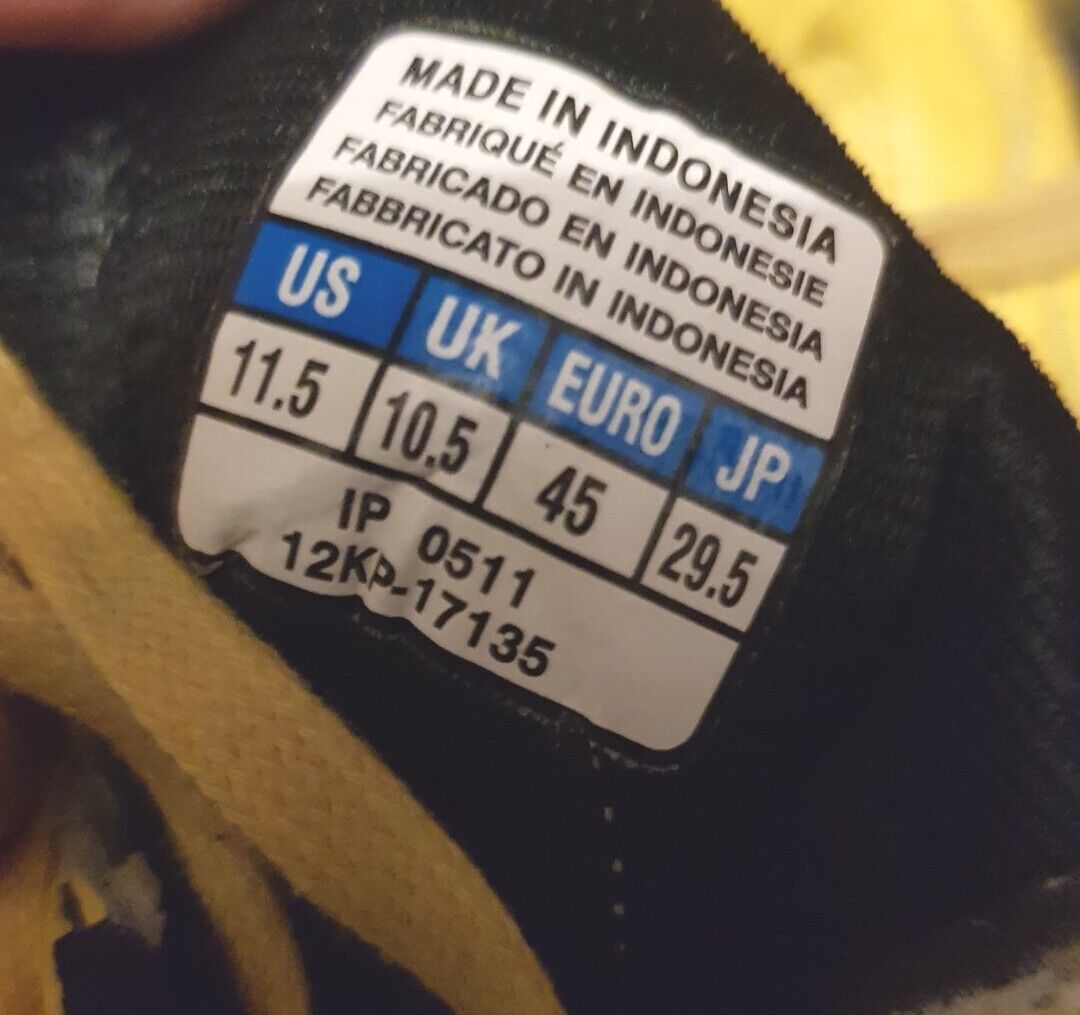 MADE IN INDONESIA
FABRIQUÉ EN INDONESIE
FABRICADO EN INDONESIA
FABBRICATO IN INDONESIA
US UK EURO JP
11.5 10.5 45 29.5
IP 0511
12KP-17135